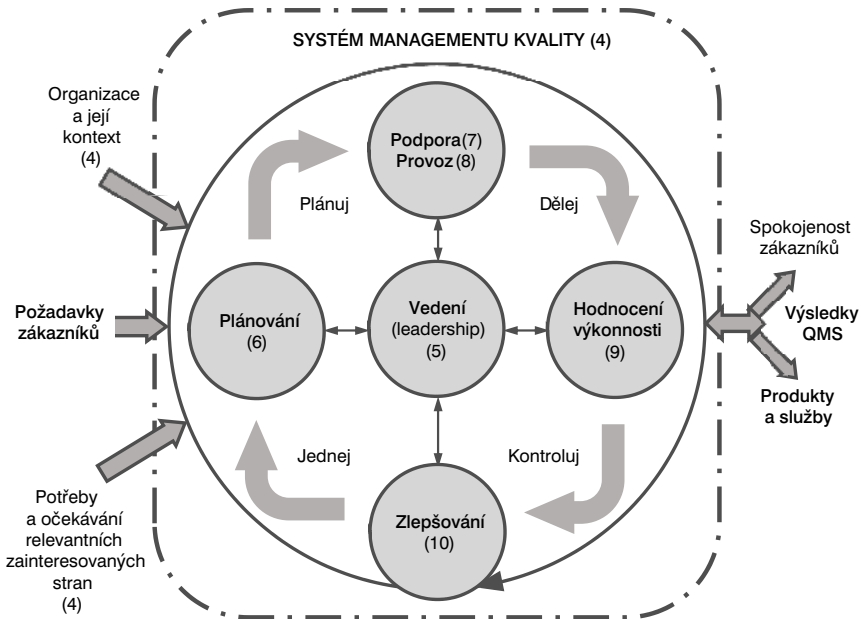 SYSTÉM MANAGEMENTU KVALITY (4)
Organizace
a její
kontext
(4)
Požadavky
zákazníků
Potřeby
a očekávání
relevantních
zainteresovaných
stran
(4)
Plánuj
Podpora(7)
Provoz (8)
Dělej
Plánování
(6)
Vedení
(leadership)
(5)
Hodnocení
výkonnosti
(9)
Jednej
Kontroluj
Zlepšování
(10)
Spokojenost
zákazníků
Výsledky
QMS
Produkty
a služby